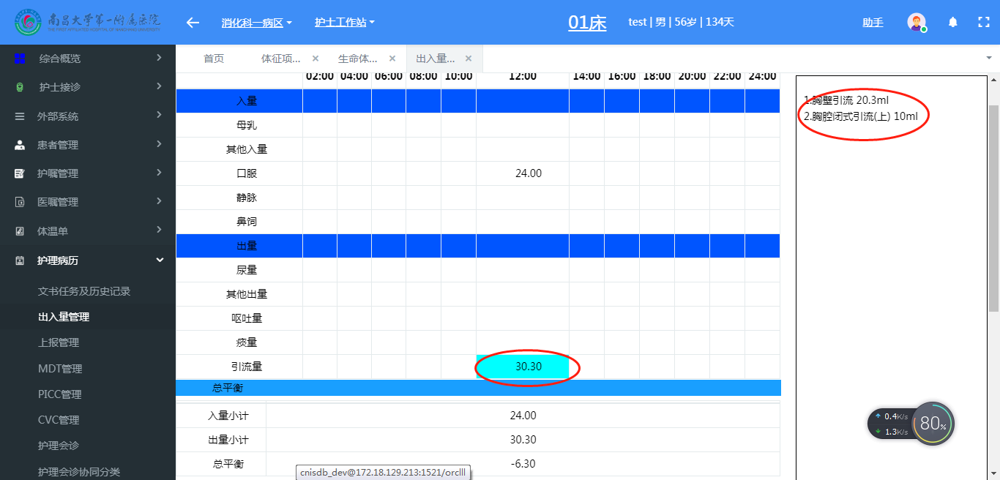 南昌大学第一附属医院
THE FIRST AFFILIATED HOSPITAL OF NANCHANG UNIVERSITY
消化科一病区
护士工作站
01床
test | 男 | 56岁 | 134天
助手
综合概览
护士接诊
外部系统
患者管理
护嘱管理
医嘱管理
体温单
护理病历
文书任务及历史记录
出入量管理
上报管理
MDT管理
PICC管理
CVC管理
护理会诊
护理会诊协同分类
首页
体征项...
生命体...
出入量...
02:00 04:00 06:00 08:00 10:00 12:00 14:00 16:00 18:00 20:00 22:00 24:00
入量
母乳
其他入量
口服 24.00
静脉
鼻饲
出量
尿量
其他出量
呕吐量
痰量
引流量 30.30
总平衡
入量小计 24.00
出量小计 30.30
总平衡 -6.30
1.胸壁引流 20.3ml
2.胸腔闭式引流(上) 10ml
0.4K/s
1.3K/s
80%
cnisdb_dev@172.18.129.213:1521/orclll